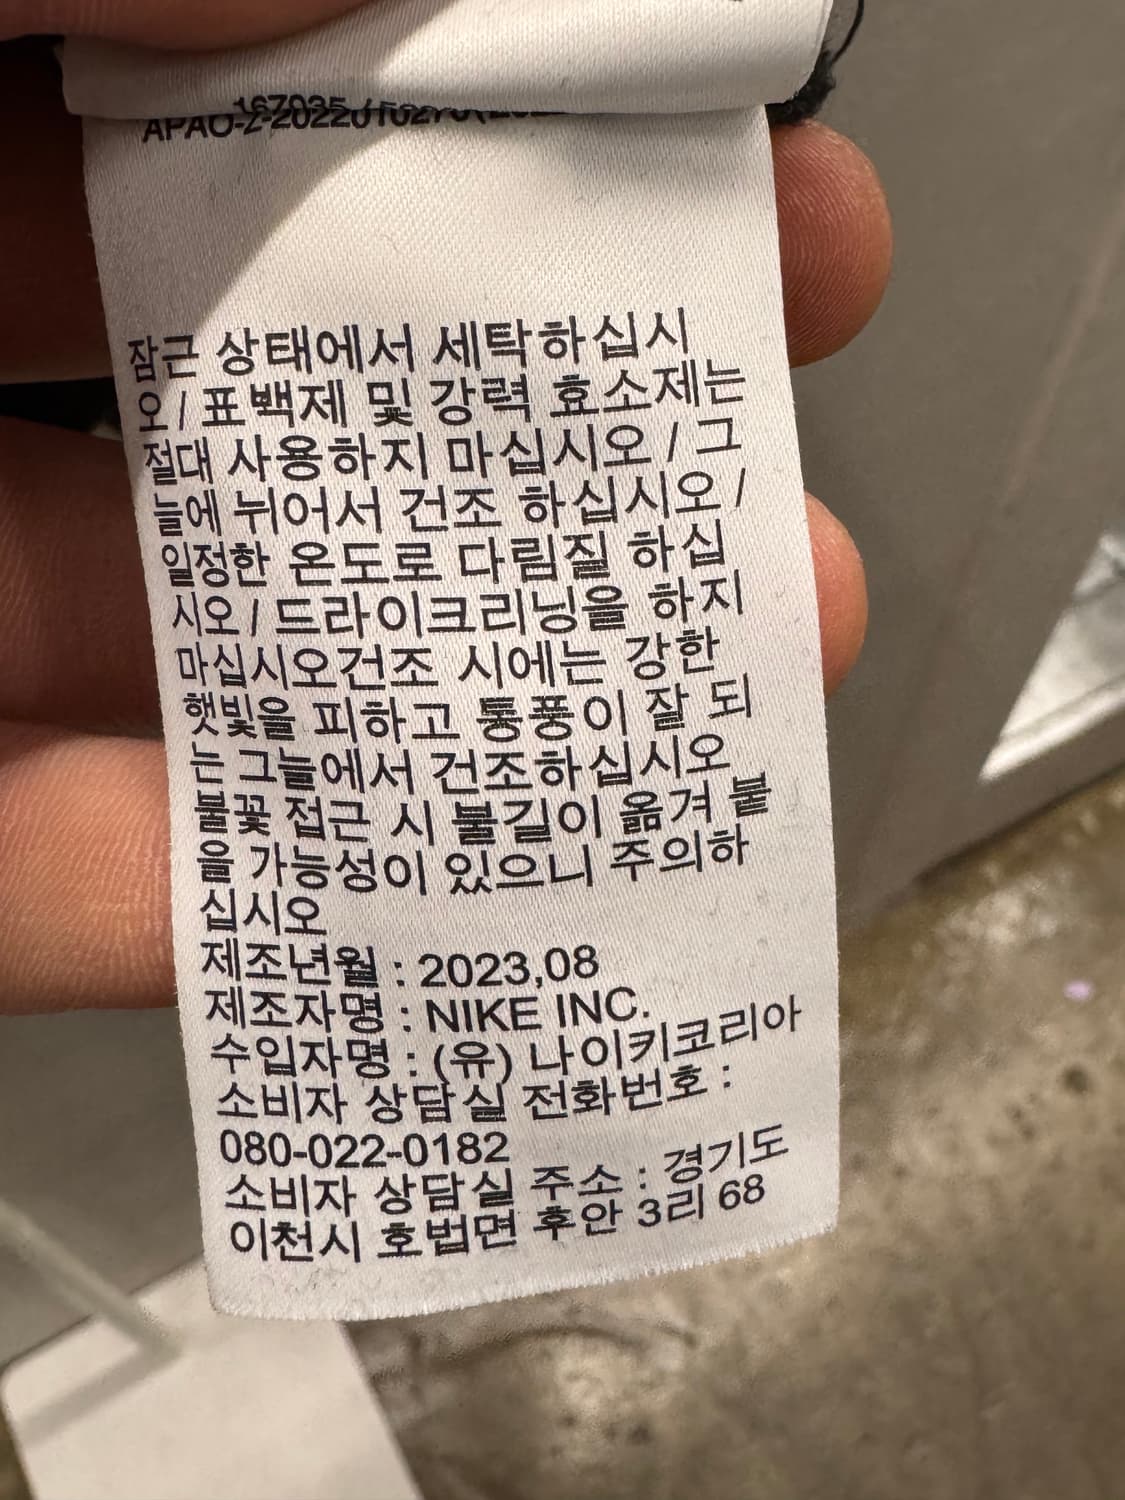 잠근 상태에서 세탁하십시
오/표백제 및 강력 효소제는
절대 사용하지 마십시오/그
늘에 뉘어서 건조 하십시오/
일정한 온도로 다림질 하십
시오/드라이크리닝을 하지
마십시오건조 시에는 강한
햇빛을 피하고 통풍이 잘 되
는 그늘에서 건조하십시오
불꽃 접근 시 불길이 옮겨 붙
을 가능성이 있으니 주의하
십시오
제조년월 : 2023,08
제조자명 : NIKE INC.
수입자명 : (유) 나이키코리아
소비자 상담실 전화번호 :
080-022-0182
소비자 상담실 주소 : 경기도
이천시 호법면 후안 3리 68